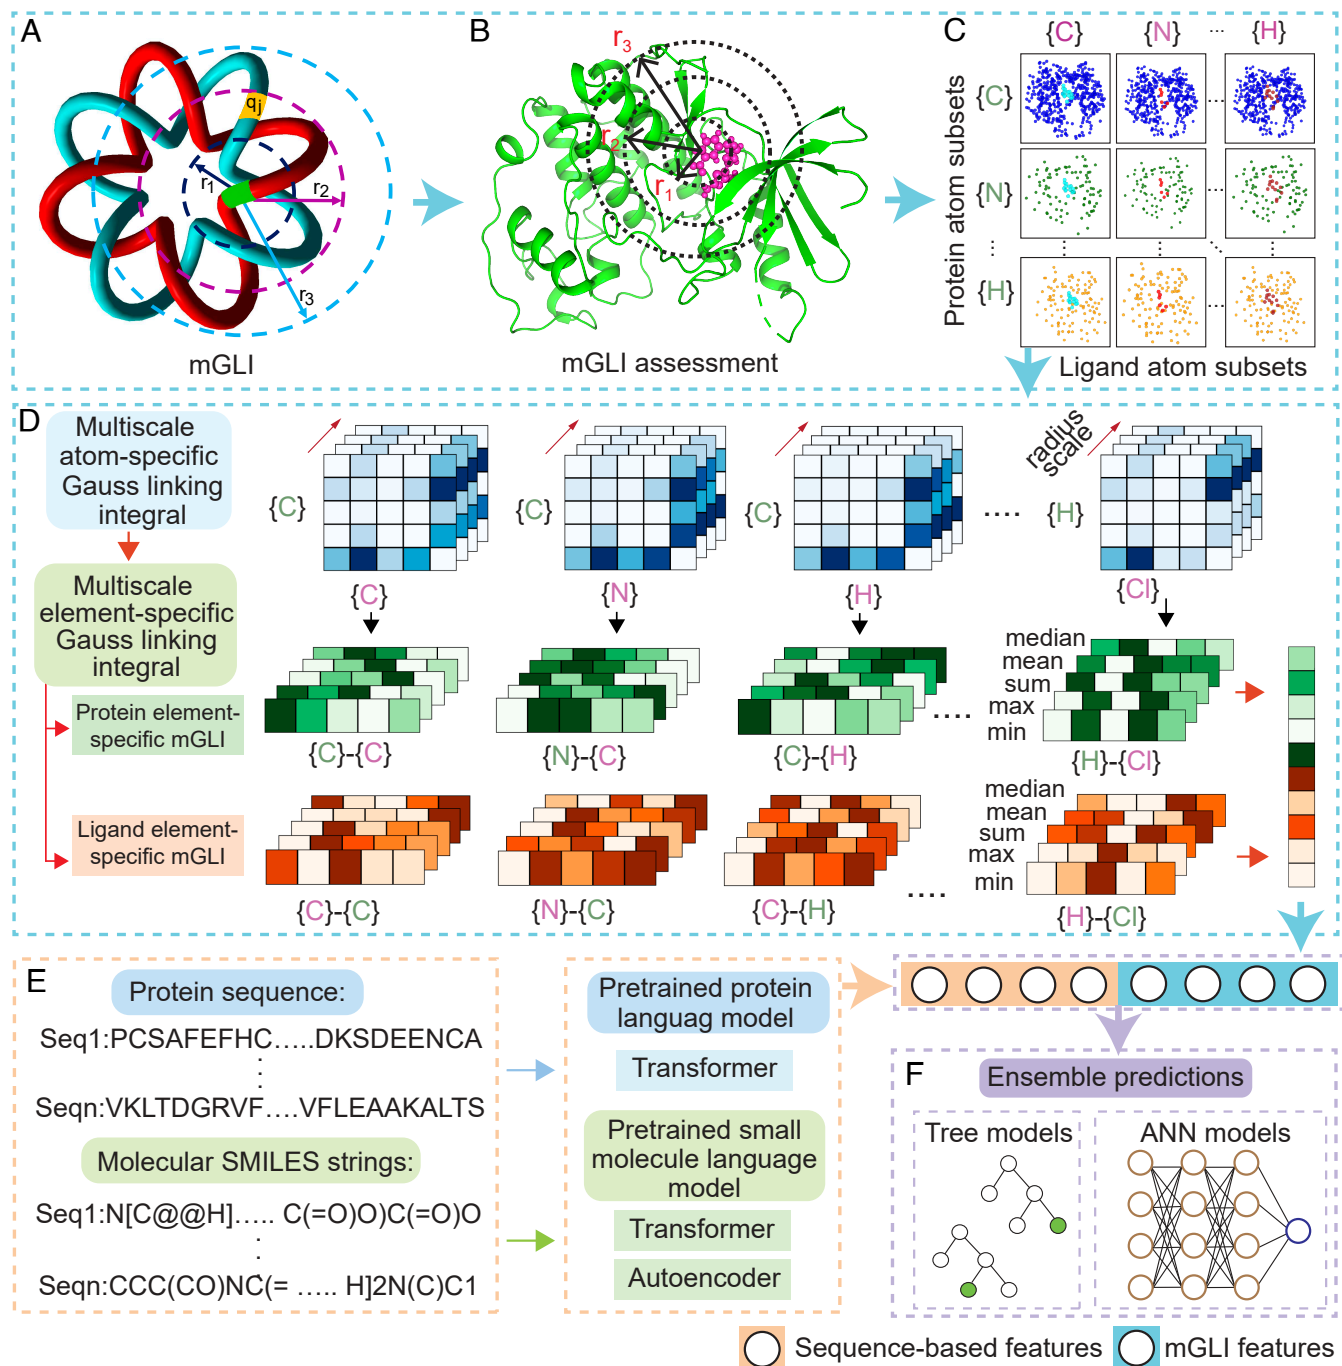 A
q_i
r1
r2
r3
mGLI
B
r3
r2
r1
mGLI assessment
C
{C} {N} ... {H}
Protein atom subsets
{C}
{N}
{H}
Ligand atom subsets
D
Multiscale
atom-specific
Gauss linking
integral
Multiscale
element-specific
Gauss linking
integral
Protein element-
specific mGLI
Ligand element-
specific mGLI
{C}
{C}
{C}
{N}
{C}
{H}
....
radius
scale
{H}
{Cl}
median
mean
sum
max
min
{C}-{C}
{N}-{C}
{C}-{H}
....
{H}-{Cl}
median
mean
sum
max
min
{C}-{C}
{N}-{C}
{C}-{H}
....
{H}-{Cl}
E
Protein sequence:
Seq1:PCSAFEFHC.....DKSDEENCA
Seqn:VKLTDGRVF....VFLEAAKALTS
Molecular SMILES strings:
Seq1:N[C@@H]..... C(=O)O)C(=O)O
Seqn:CCC(CO)NC(= ..... H]2N(C)C1
Pretrained protein
languag model
Transformer
Pretrained small
molecule language
model
Transformer
Autoencoder
F
Ensemble predictions
Tree models
ANN models
Sequence-based features
mGLI features